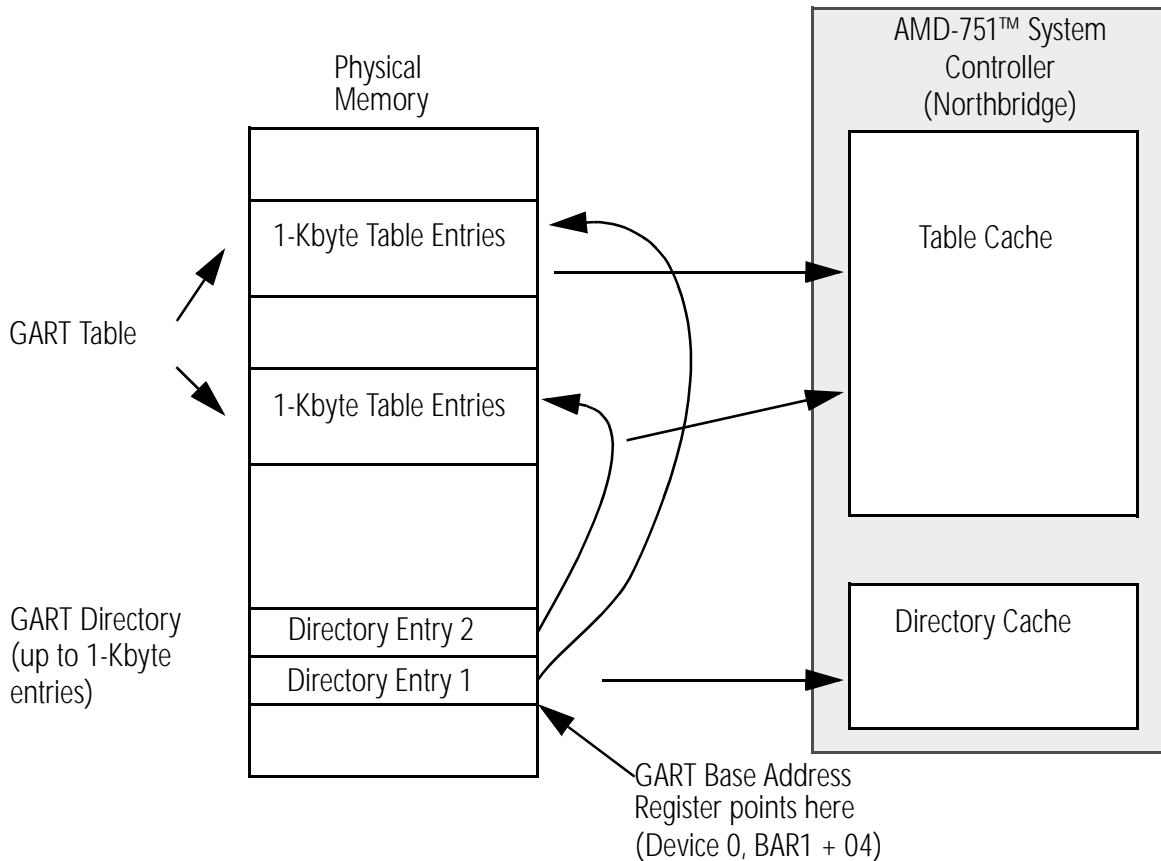 AMD-751™ System
Controller
(Northbridge)
Physical
Memory
1-Kbyte Table Entries
Table Cache
GART Table
1-Kbyte Table Entries
GART Directory
(up to 1-Kbyte
entries)
Directory Entry 2
Directory Entry 1
Directory Cache
GART Base Address
Register points here
(Device 0, BAR1 + 04)